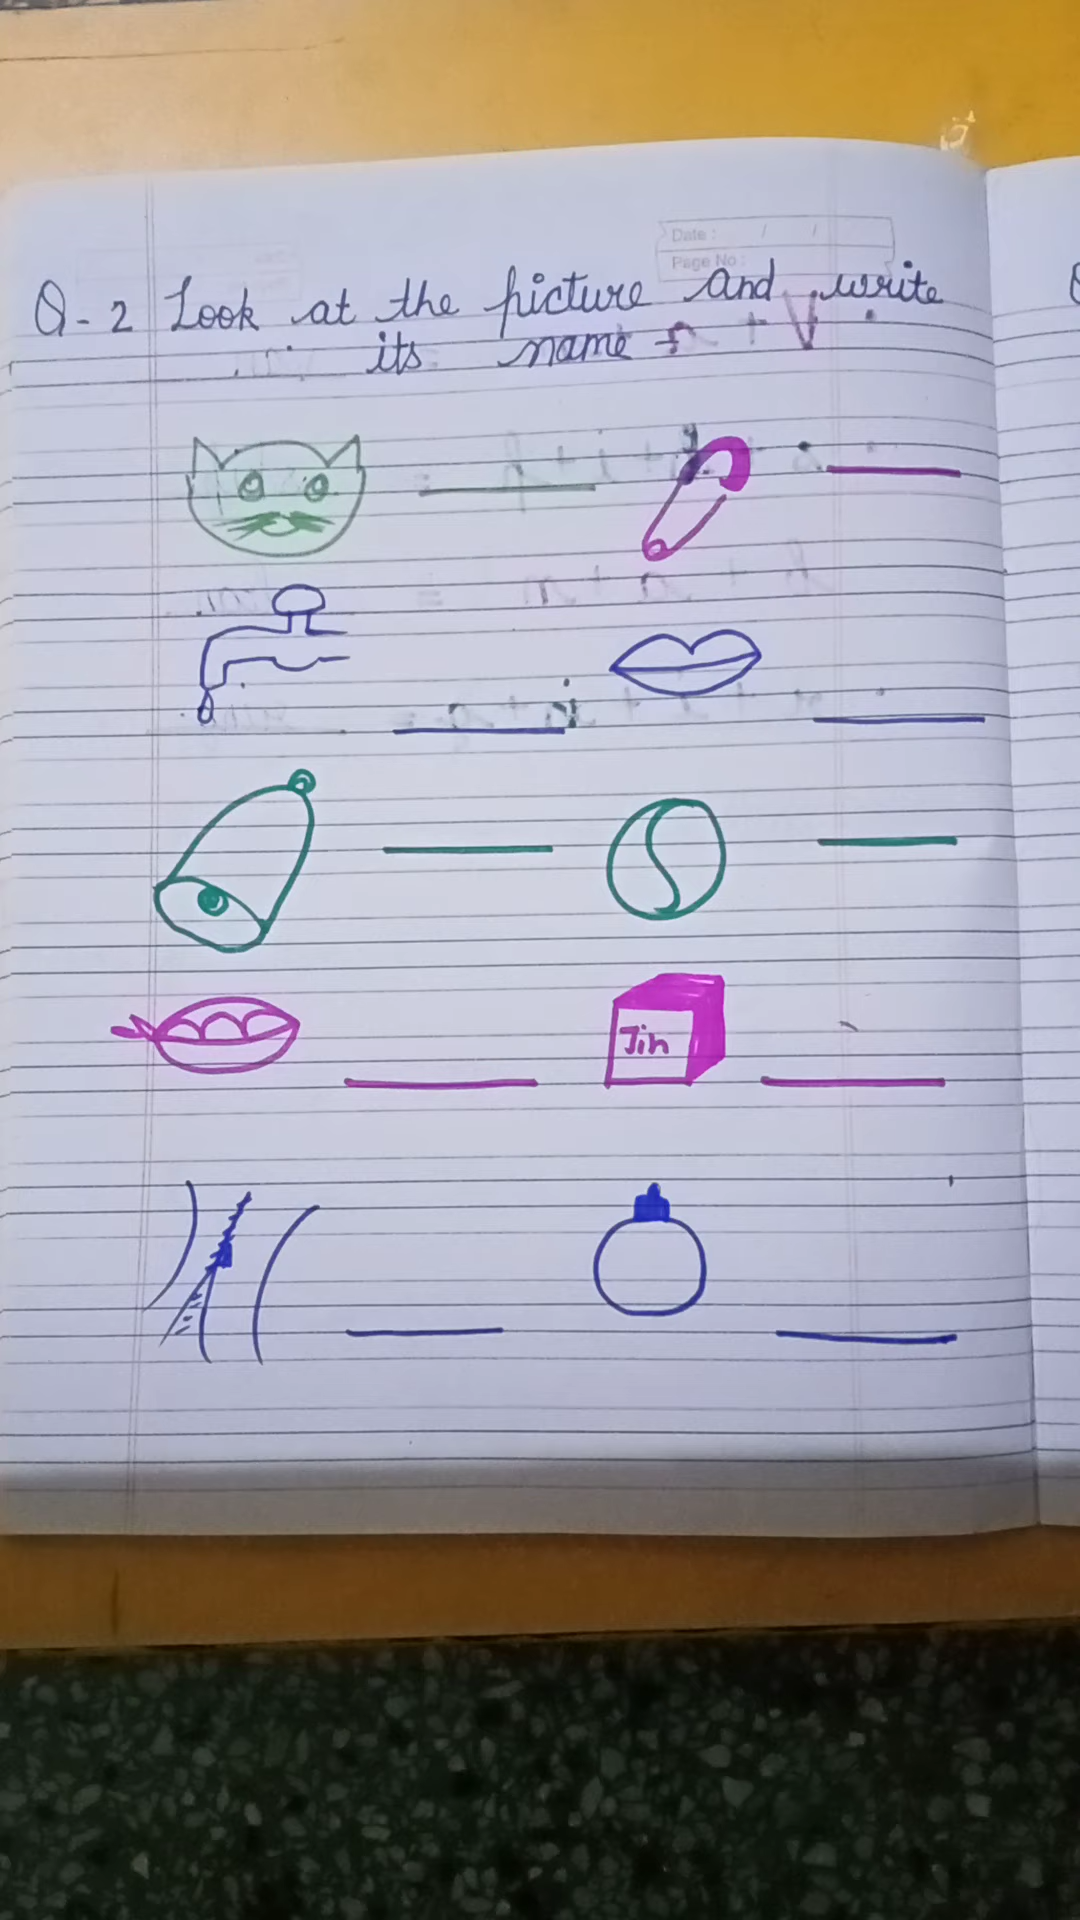 Date : / /
Page No :
Q-2 Look at the picture and write
its name
Tin